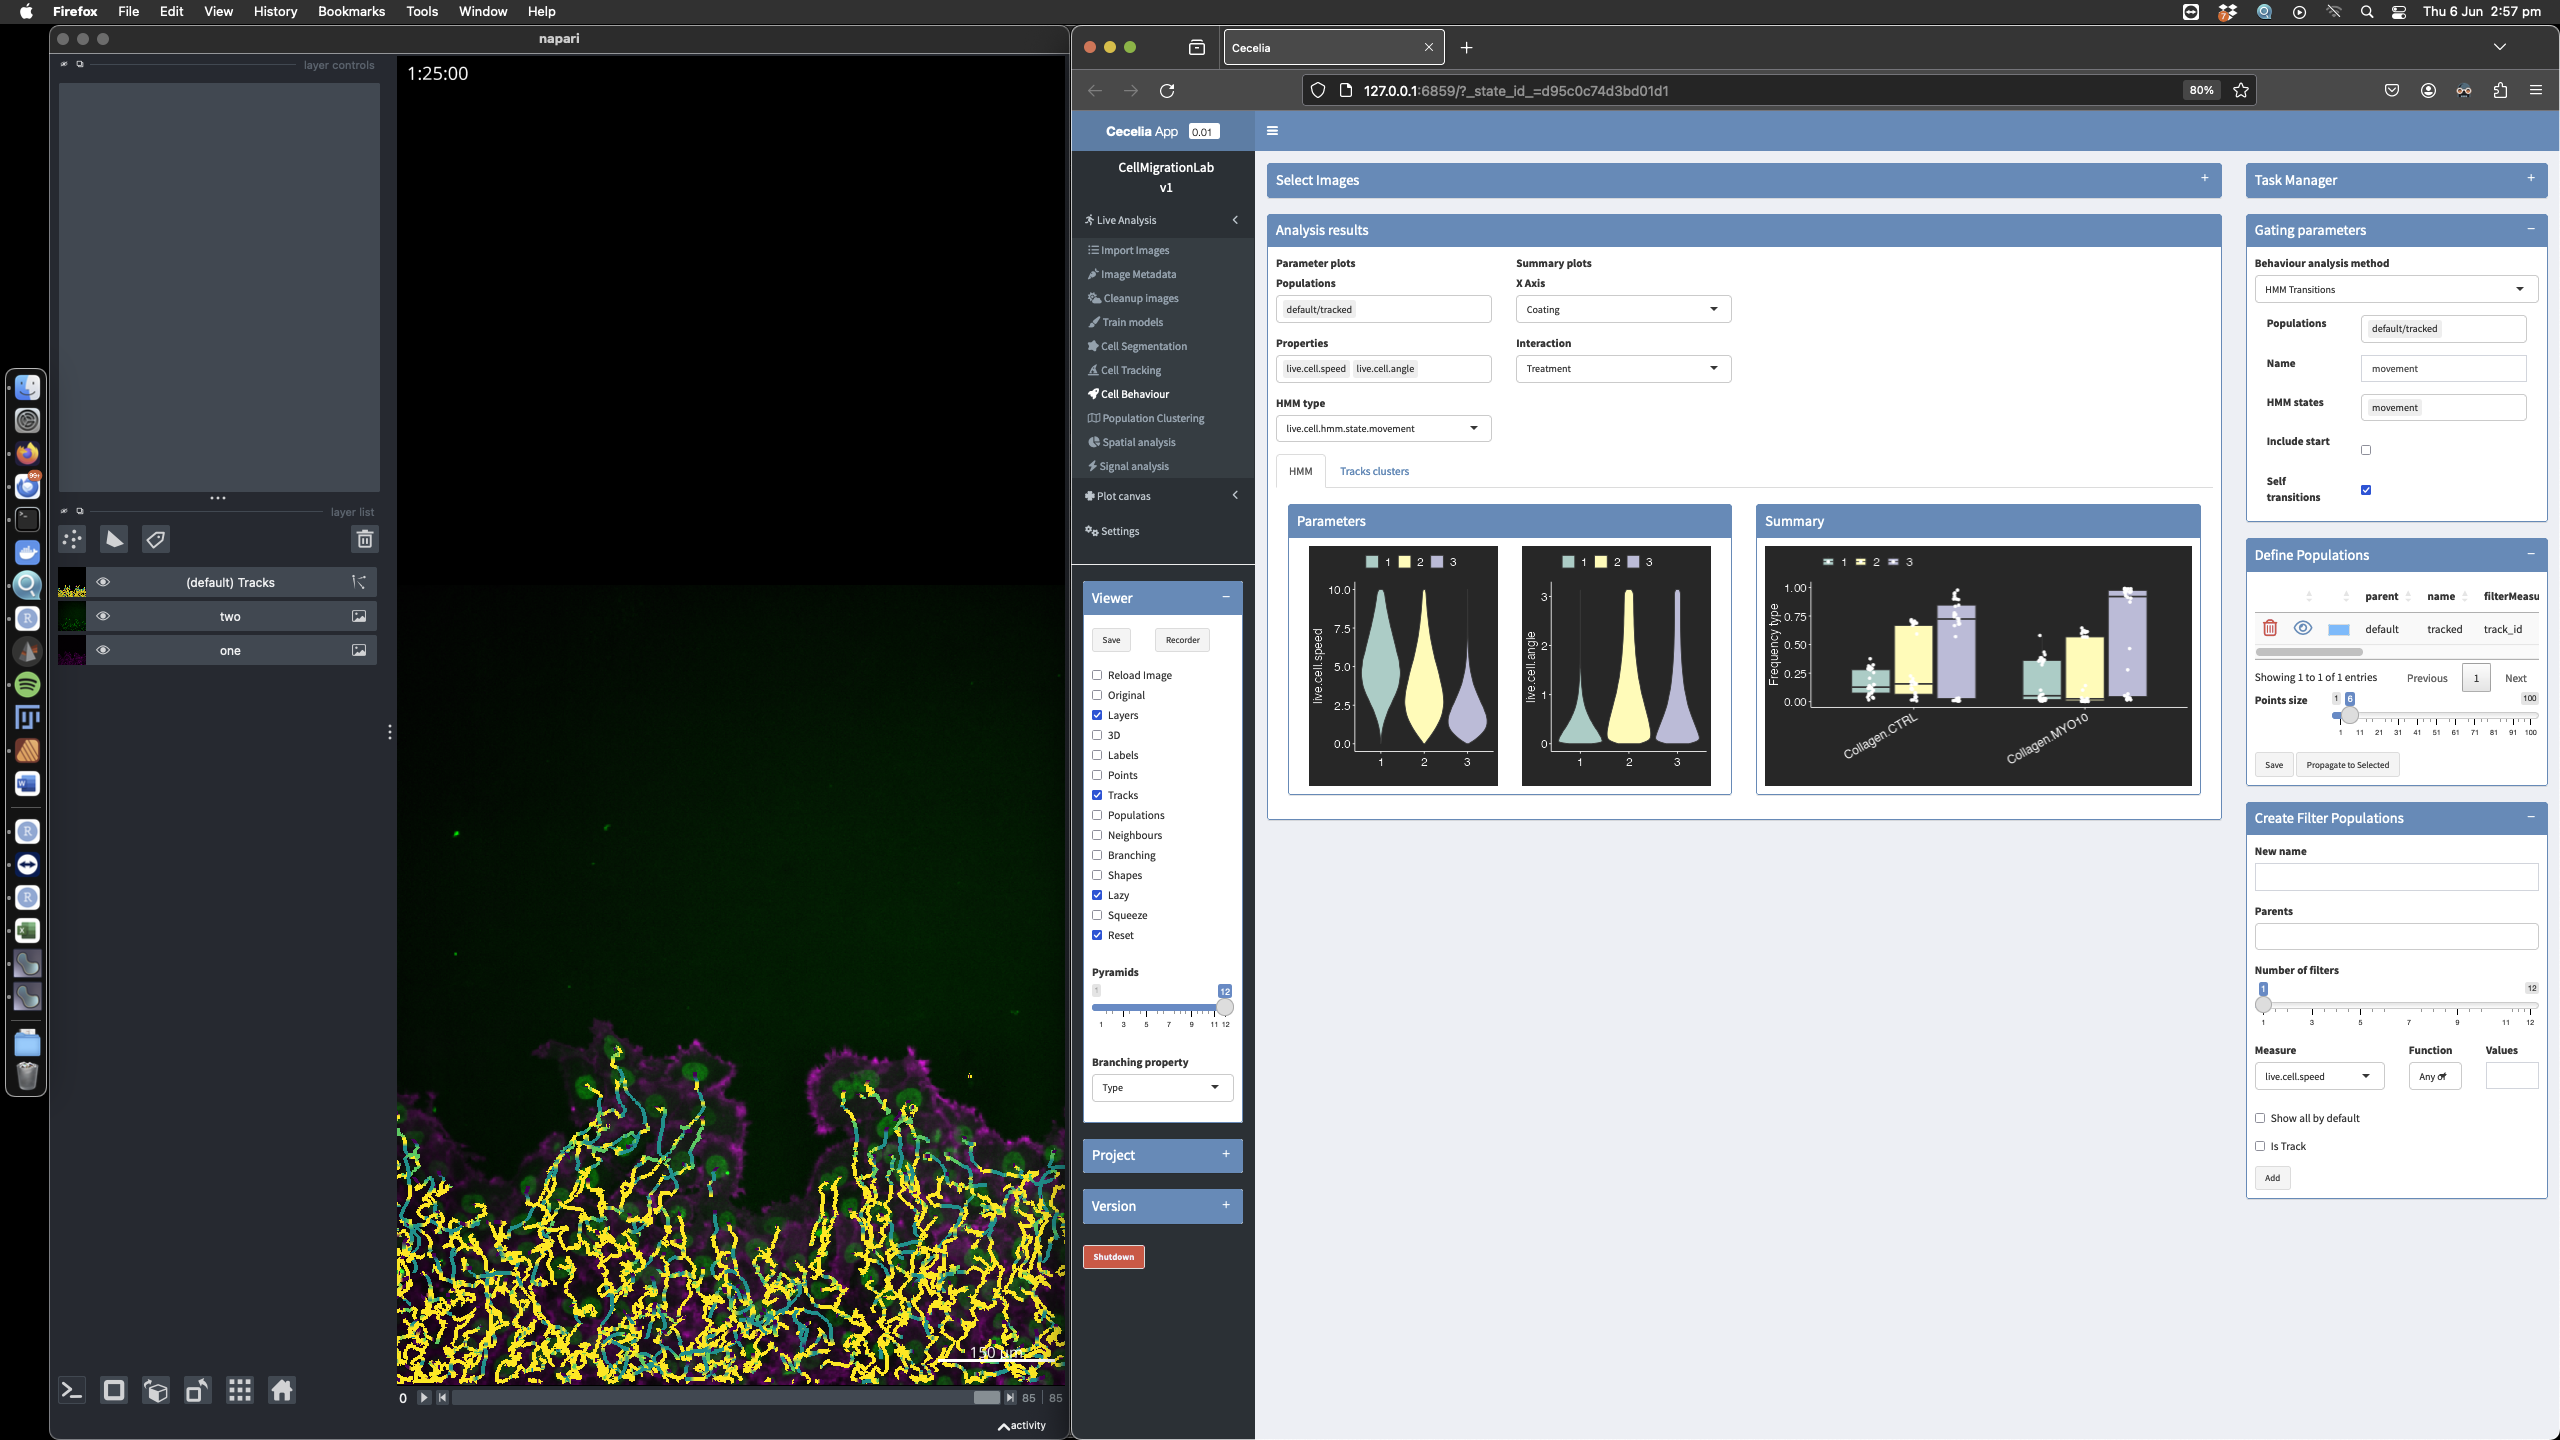 Firefox File Edit View History Bookmarks Tools Window Help
Thu 6 Jun 2:57 pm
napari
layer controls
1:25:00
layer list
(default) Tracks
two
one
150 µm
0
85 85
activity
99+
Cecelia
127.0.0.1:6859/?_state_id_=d95c0c74d3bd01d1
80%
Cecelia App 0.01
CellMigrationLab
v1
Live Analysis
Import Images
Image Metadata
Cleanup images
Train models
Cell Segmentation
Cell Tracking
Cell Behaviour
Population Clustering
Spatial analysis
Signal analysis
Plot canvas
Settings
Viewer
Save Recorder
Reload Image
Original
Layers
3D
Labels
Points
Tracks
Populations
Neighbours
Branching
Shapes
Lazy
Squeeze
Reset
Pyramids
1 12
1 3 5 7 9 11 12
Branching property
Type
Project
Version
Shutdown
Select Images
Analysis results
Parameter plots
Populations
default/tracked
Properties
live.cell.speed live.cell.angle
HMM type
live.cell.hmm.state.movement
Summary plots
X Axis
Coating
Interaction
Treatment
HMM Tracks clusters
Parameters
1 2 3
live.cell.speed
10.0
7.5
5.0
2.5
0.0
1 2 3
1 2 3
live.cell.angle
3
2
1
0
1 2 3
Summary
1 2 3
Frequency type
1.00
0.75
0.50
0.25
0.00
Collagen.CTRL
Collagen.MYO10
Task Manager
Gating parameters
Behaviour analysis method
HMM Transitions
Populations default/tracked
Name movement
HMM states movement
Include start
Self
transitions
Define Populations
parent name filterMeasu
default tracked track_id
Showing 1 to 1 of 1 entries Previous 1 Next
Points size
1 6 100
1 11 21 31 41 51 61 71 81 91 100
Save Propagate to Selected
Create Filter Populations
New name
Parents
Number of filters
1 12
1 3 5 7 9 11 12
Measure Function Values
live.cell.speed Any of
Show all by default
Is Track
Add